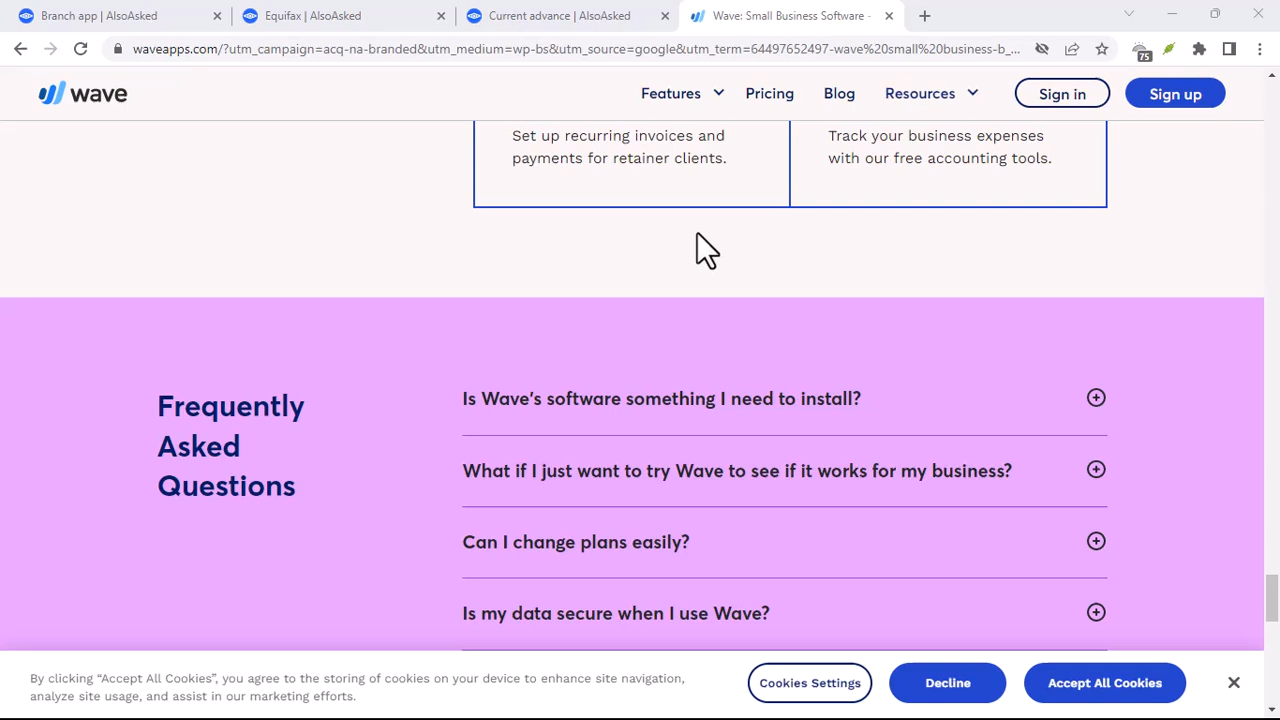 Branch app | AlsoAsked
Equifax | AlsoAsked
Current advance | AlsoAsked
Wave: Small Business Software -
waveapps.com/?utm_campaign=acq-na-branded&utm_medium=wp-bs&utm_source=google&utm_term=64497652497-wave%20small%20business-b_...
75
wave
Features
Pricing
Blog
Resources
Sign in
Sign up
Set up recurring invoices and
payments for retainer clients.
Track your business expenses
with our free accounting tools.
Frequently
Asked
Questions
Is Wave's software something I need to install?
What if I just want to try Wave to see if it works for my business?
Can I change plans easily?
Is my data secure when I use Wave?
By clicking “Accept All Cookies”, you agree to the storing of cookies on your device to enhance site navigation,
analyze site usage, and assist in our marketing efforts.
Cookies Settings
Decline
Accept All Cookies